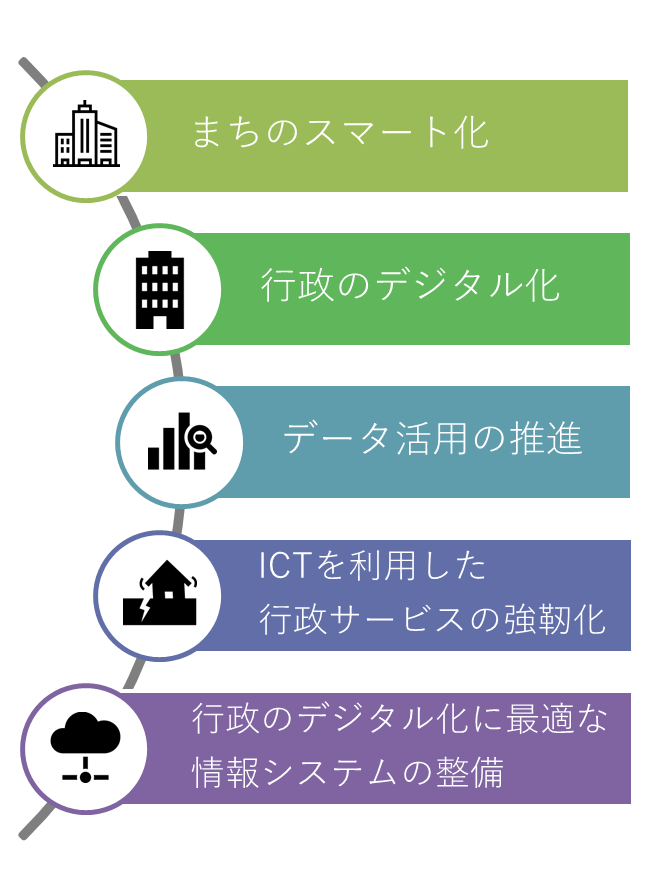 まちのスマート化
行政のデジタル化
データ活用の推進
ICTを利用した
行政サービスの強靭化
行政のデジタル化に最適な
情報システムの整備